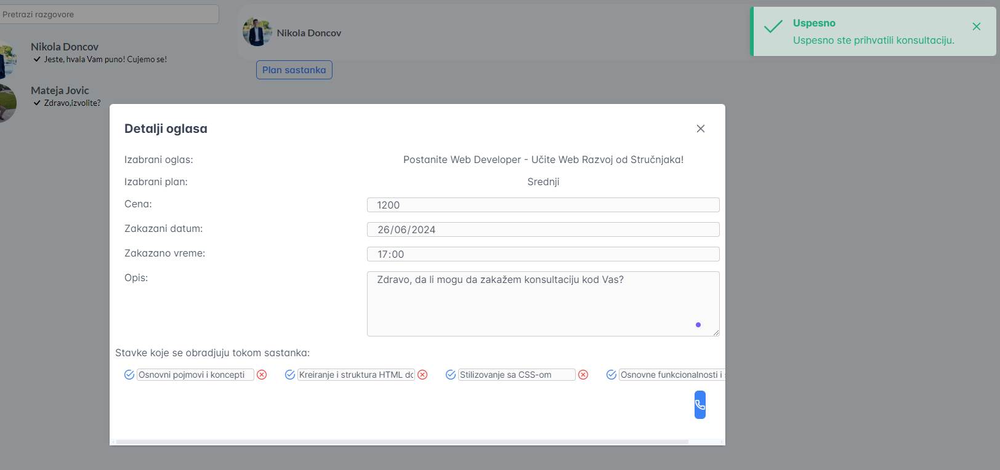 Pretrazi razgovore
Nikola Doncov
Jeste, hvala Vam puno! Cujemo se!
Mateja Jovic
Zdravo,izvolite?
Nikola Doncov
Plan sastanka
Uspesno
Uspesno ste prihvatili konsultaciju.
Detalji oglasa
Izabrani oglas: Postanite Web Developer - Učite Web Razvoj od Stručnjaka!
Izabrani plan: Srednji
Cena: 1200
Zakazani datum: 26/06/2024
Zakazano vreme: 17:00
Opis: Zdravo, da li mogu da zakažem konsultaciju kod Vas?
Stavke koje se obradjuju tokom sastanka:
Osnovni pojmovi i koncepti Kreiranje i struktura HTML do Stilizovanje sa CSS-om Osnovne funkcionalnosti i